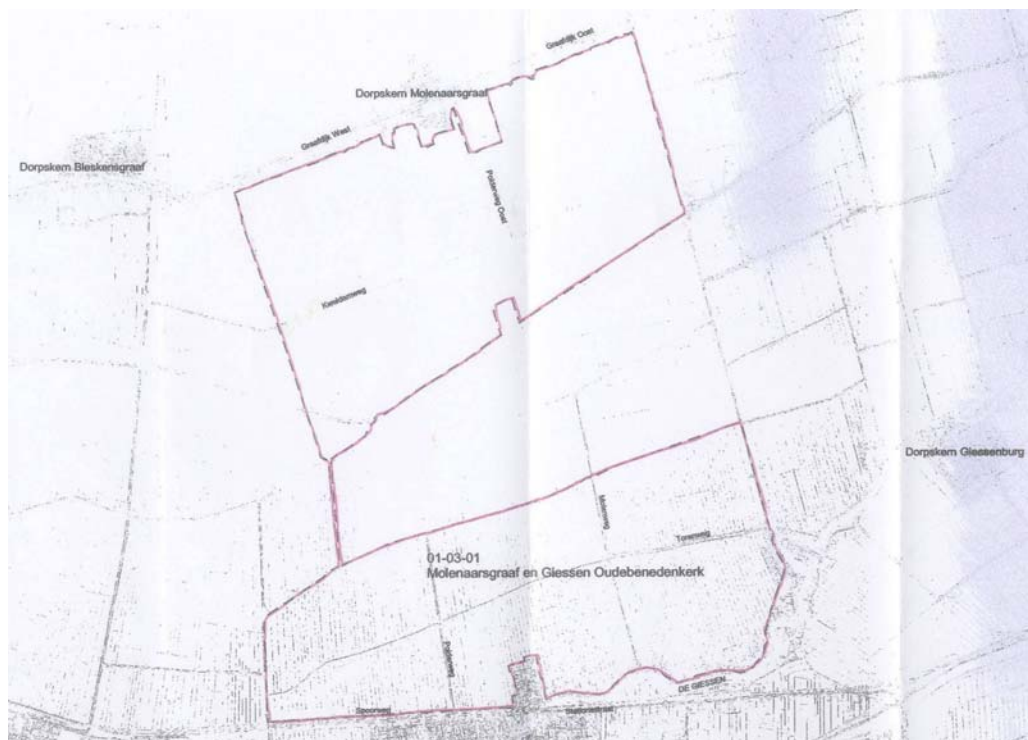 Graafdijk Oost
Dorpskern Molenaarsgraaf
Graafdijk West
Dorpskern Bleskensgraaf
Polderweg Oost
Kweldamweg
Dorpskern Giessenburg
Molenweg
Torenweg
01-03-01
Molenaarsgraaf en Giessen Oudebenedenkerk
DE GIESSEN
Spoorweg